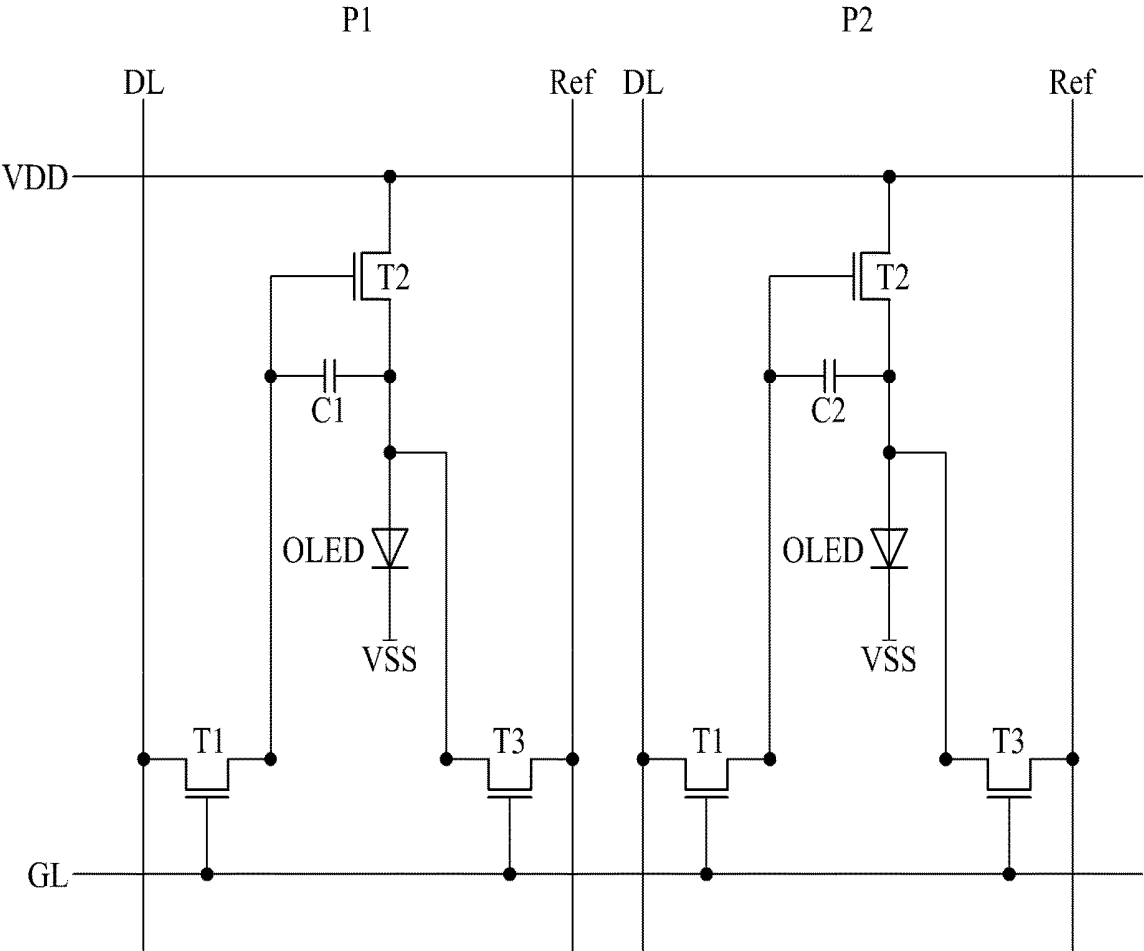 P1 P2
DL Ref DL Ref
VDD
T2 T2
C1 C2
OLED OLED
VSS VSS
T1 T3 T1 T3
GL